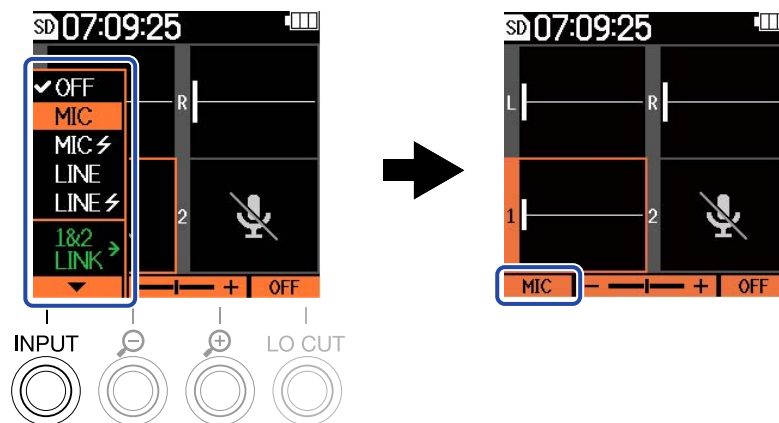 SD 07:09:25
OFF
MIC
MIC⚡
LINE
LINE⚡
1&2
LINK
R
2
- + OFF
INPUT
LO CUT
SD 07:09:25
L
R
1
2
MIC - + OFF